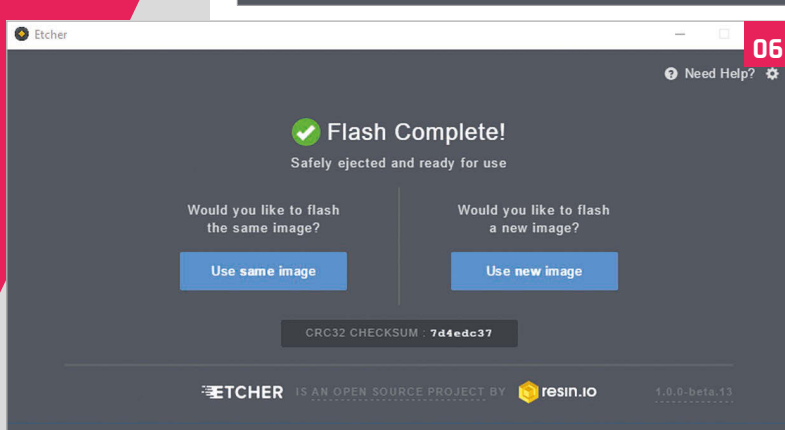 Etcher
06
Need Help?
Flash Complete!
Safely ejected and ready for use
Would you like to flash
the same image?
Use same image
Would you like to flash
a new image?
Use new image
CRC32 CHECKSUM : 7d4edc37
ETCHER IS AN OPEN SOURCE PROJECT BY resin.io 1.0.0-beta.13